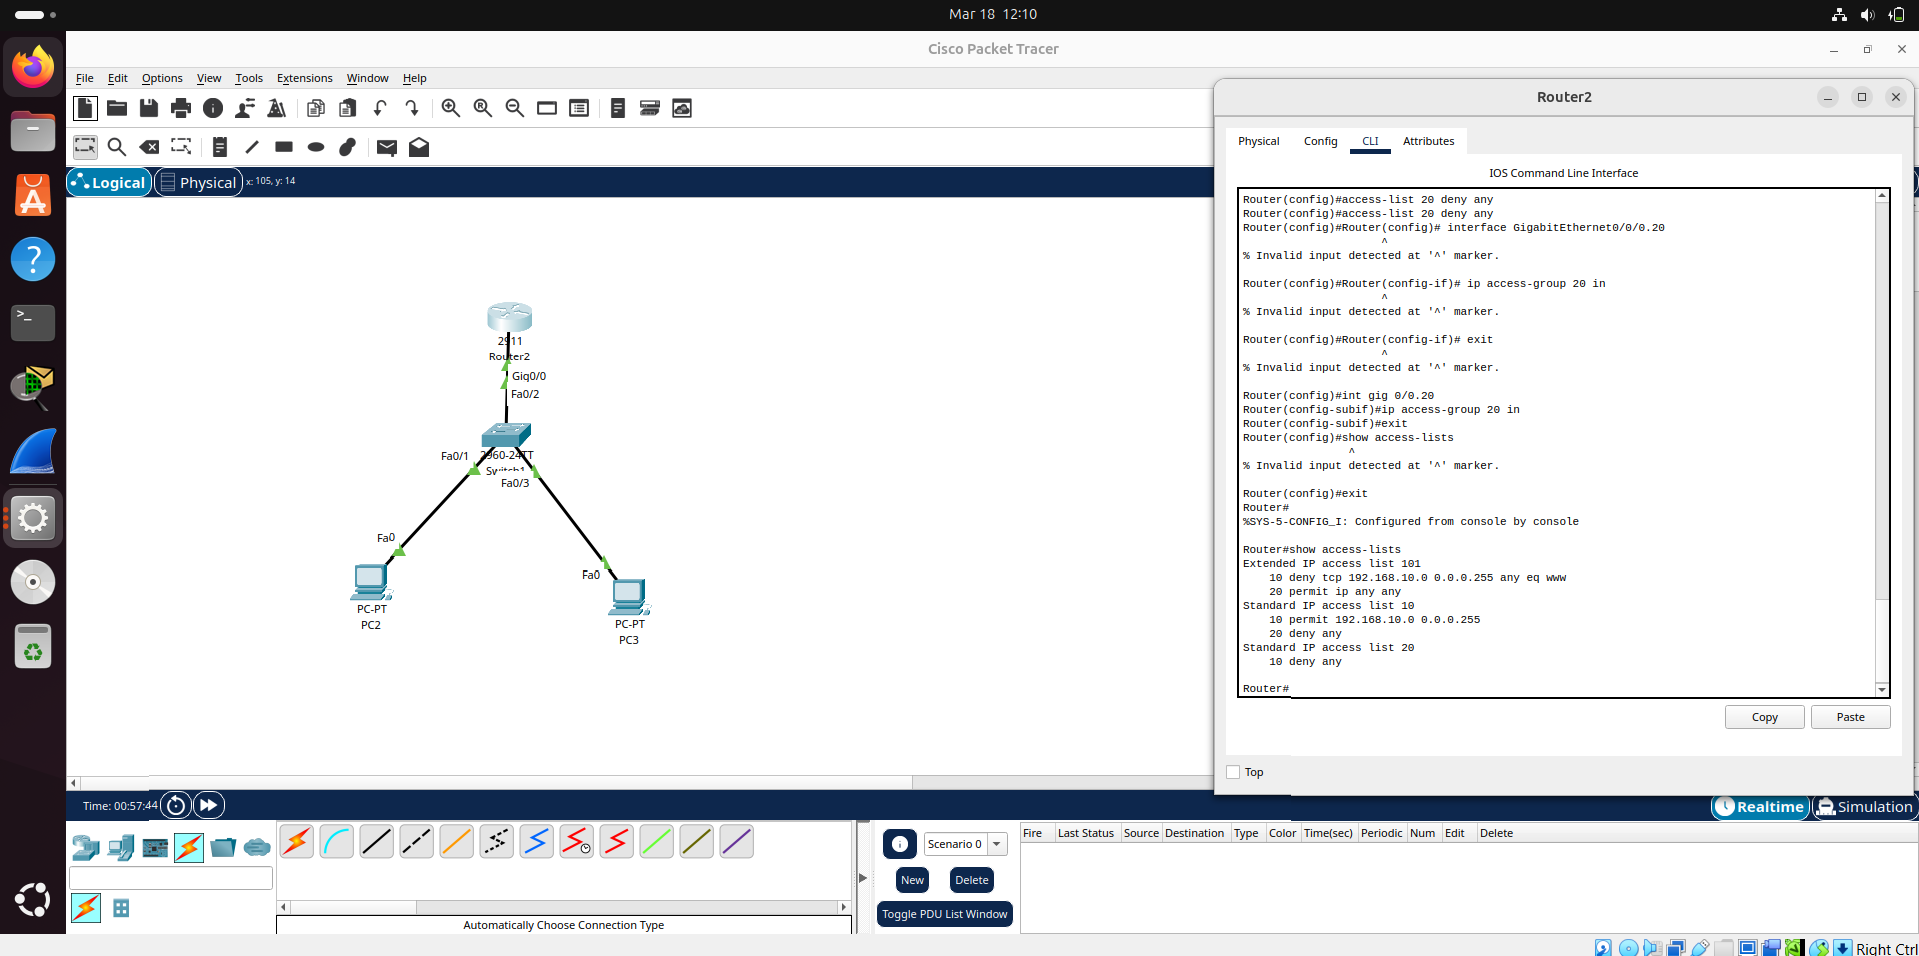 Mar 18 12:10
Cisco Packet Tracer
File Edit Options View Tools Extensions Window Help
Logical
Physical
x: 105, y: 14
2911
Router2
Gig0/0
Fa0/2
Fa0/1
2960-24TT
Switch1
Fa0/3
Fa0
Fa0
PC-PT
PC2
PC-PT
PC3
Router2
Physical Config CLI Attributes
IOS Command Line Interface
Router(config)#access-list 20 deny any
Router(config)#access-list 20 deny any
Router(config)#Router(config)# interface GigabitEthernet0/0/0.20
^
% Invalid input detected at '^' marker.
Router(config)#Router(config-if)# ip access-group 20 in
^
% Invalid input detected at '^' marker.
Router(config)#Router(config-if)# exit
^
% Invalid input detected at '^' marker.
Router(config)#int gig 0/0.20
Router(config-subif)#ip access-group 20 in
Router(config-subif)#exit
Router(config)#show access-lists
^
% Invalid input detected at '^' marker.
Router(config)#exit
Router#
%SYS-5-CONFIG_I: Configured from console by console
Router#show access-lists
Extended IP access list 101
10 deny tcp 192.168.10.0 0.0.0.255 any eq www
20 permit ip any any
Standard IP access list 10
10 permit 192.168.10.0 0.0.0.255
20 deny any
Standard IP access list 20
10 deny any
Router#
Copy Paste
Top
Time: 00:57:44
Realtime Simulation
Automatically Choose Connection Type
Scenario 0
New Delete
Toggle PDU List Window
Fire Last Status Source Destination Type Color Time(sec) Periodic Num Edit Delete
Right Ctrl